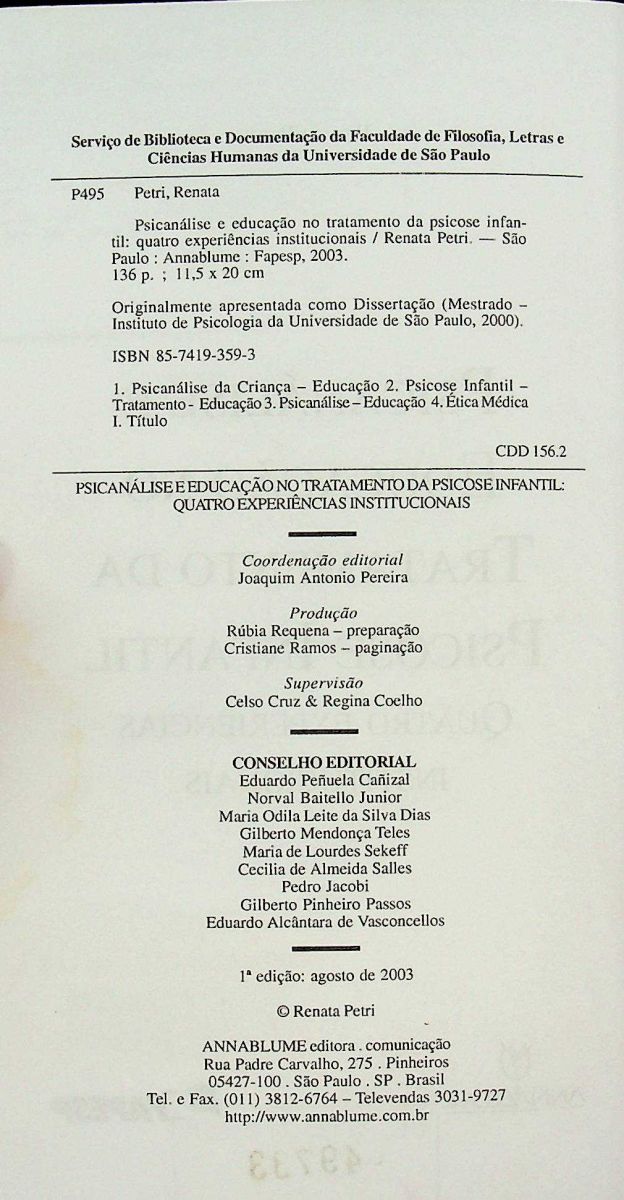 Serviço de Biblioteca e Documentação da Faculdade de Filosofia, Letras e
Ciências Humanas da Universidade de São Paulo
P495 Petri, Renata
Psicanálise e educação no tratamento da psicose infan-
til: quatro experiências institucionais / Renata Petri. — São
Paulo : Annablume : Fapesp, 2003.
136 p. ; 11,5 x 20 cm
Originalmente apresentada como Dissertação (Mestrado –
Instituto de Psicologia da Universidade de São Paulo, 2000).
ISBN 85-7419-359-3
1. Psicanálise da Criança – Educação 2. Psicose Infantil –
Tratamento - Educação 3. Psicanálise – Educação 4. Ética Médica
I. Título
CDD 156.2
PSICANÁLISE E EDUCAÇÃO NO TRATAMENTO DA PSICOSE INFANTIL:
QUATRO EXPERIÊNCIAS INSTITUCIONAIS
Coordenação editorial
Joaquim Antonio Pereira
Produção
Rúbia Requena – preparação
Cristiane Ramos – paginação
Supervisão
Celso Cruz & Regina Coelho
CONSELHO EDITORIAL
Eduardo Peñuela Cañizal
Norval Baitello Junior
Maria Odila Leite da Silva Dias
Gilberto Mendonça Teles
Maria de Lourdes Sekeff
Cecilia de Almeida Salles
Pedro Jacobi
Gilberto Pinheiro Passos
Eduardo Alcântara de Vasconcellos
1ª edição: agosto de 2003
© Renata Petri
ANNABLUME editora . comunicação
Rua Padre Carvalho, 275 . Pinheiros
05427-100 . São Paulo . SP . Brasil
Tel. e Fax. (011) 3812-6764 – Televendas 3031-9727
http://www.annablume.com.br